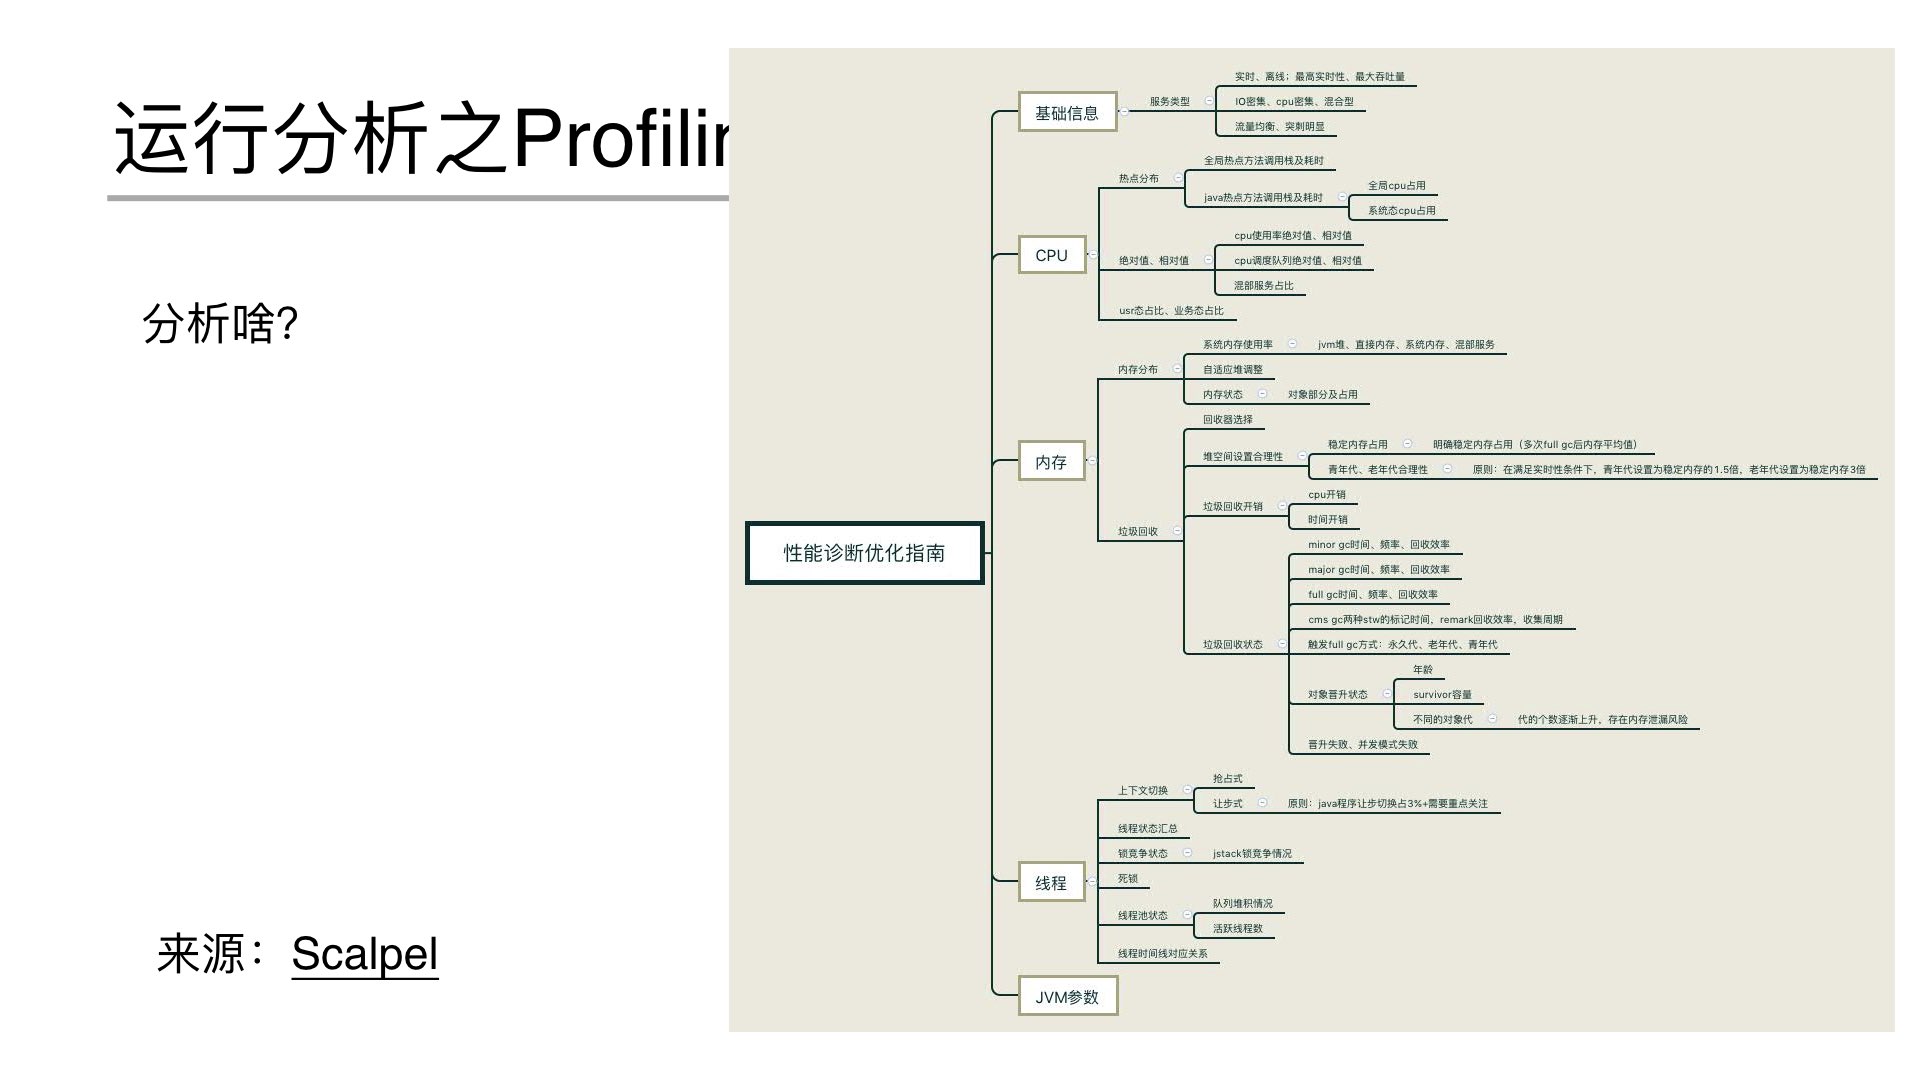 运行分析之Profilin
分析啥?
来源：Scalpel
性能诊断优化指南
基础信息
服务类型
实时、离线；最高实时性、最大吞吐量
IO密集、cpu密集、混合型
流量均衡、突刺明显
CPU
热点分布
全局热点方法调用栈及耗时
java热点方法调用栈及耗时
全局cpu占用
系统态cpu占用
绝对值、相对值
cpu使用率绝对值、相对值
cpu调度队列绝对值、相对值
混部服务占比
usr态占比、业务态占比
内存
内存分布
系统内存使用率
jvm堆、直接内存、系统内存、混部服务
自适应堆调整
内存状态
对象部分及占用
垃圾回收
回收器选择
堆空间设置合理性
稳定内存占用
明确稳定内存占用（多次full gc后内存平均值）
青年代、老年代合理性
原则：在满足实时性条件下，青年代设置为稳定内存的1.5倍，老年代设置为稳定内存3倍
垃圾回收开销
cpu开销
时间开销
垃圾回收状态
minor gc时间、频率、回收效率
major gc时间、频率、回收效率
full gc时间、频率、回收效率
cms gc两种stw的标记时间，remark回收效率，收集周期
触发full gc方式：永久代、老年代、青年代
对象晋升状态
年龄
survivor容量
不同的对象代
代的个数逐渐上升，存在内存泄漏风险
晋升失败、并发模式失败
线程
上下文切换
抢占式
让步式
原则：java程序让步切换占3%+需要重点关注
线程状态汇总
锁竞争状态
jstack锁竞争情况
死锁
线程池状态
队列堆积情况
活跃线程数
线程时间线对应关系
JVM参数